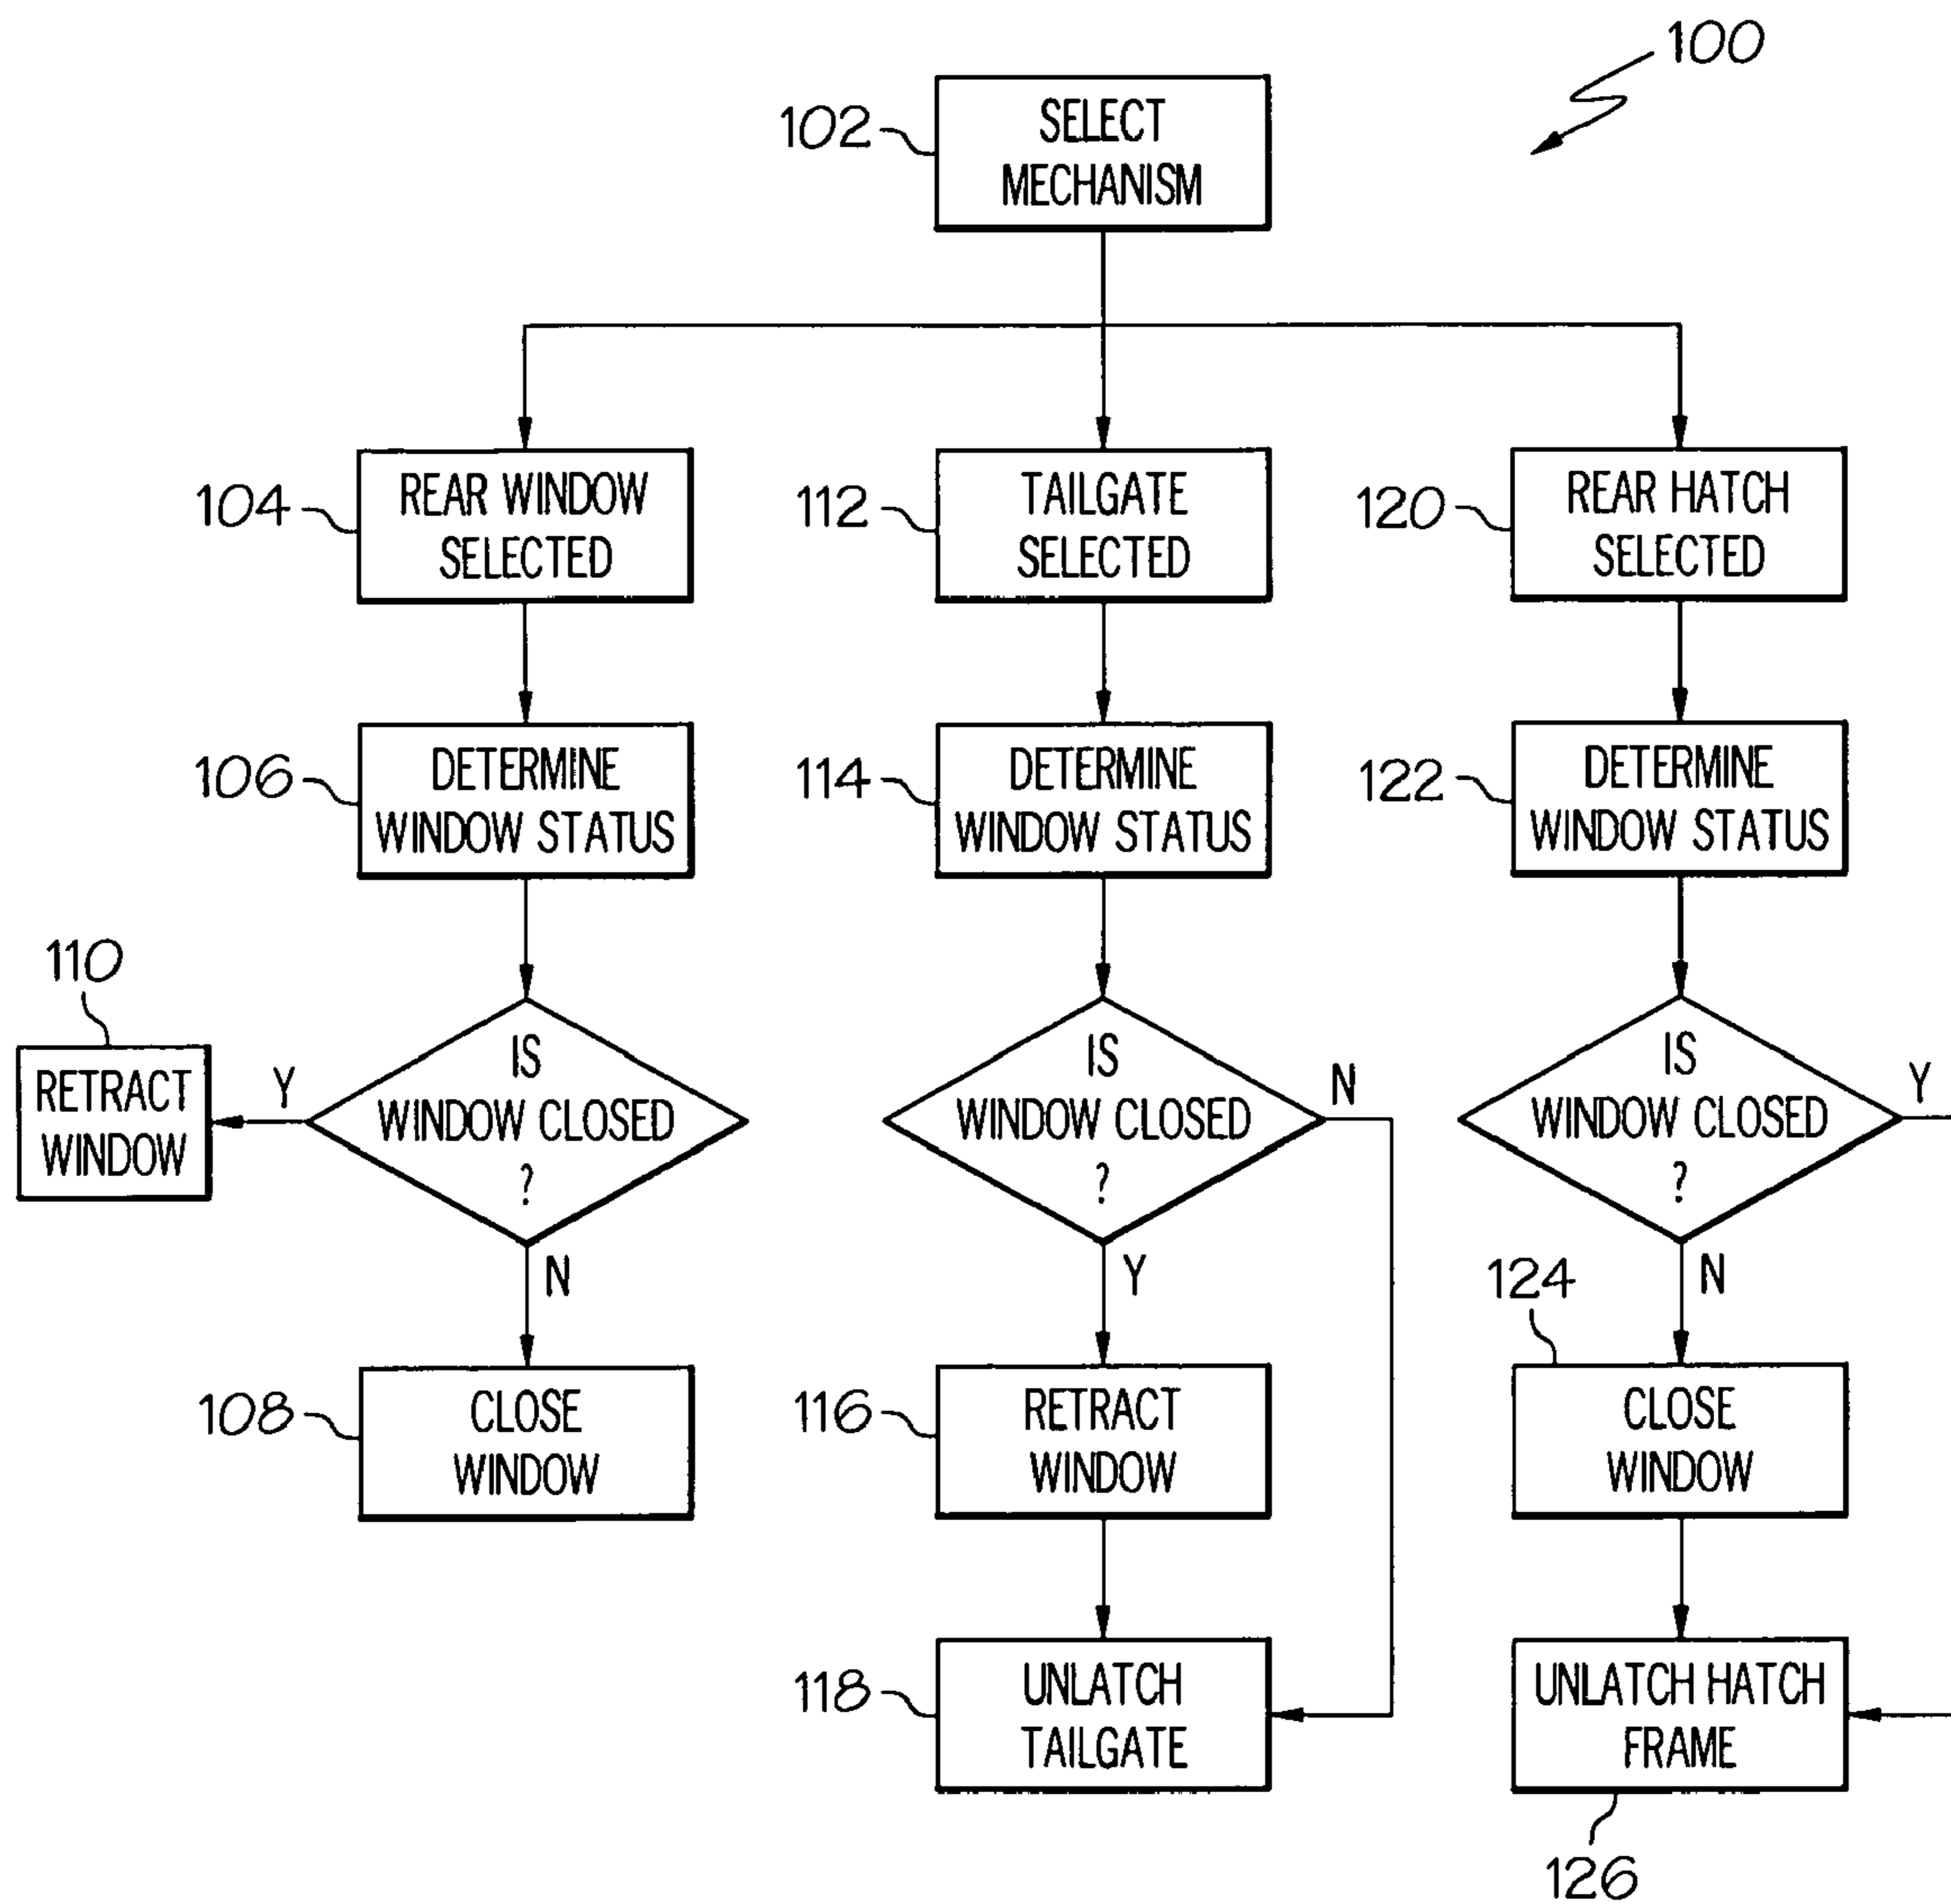 100
102
SELECT
MECHANISM
104
REAR WINDOW
SELECTED
112
TAILGATE
SELECTED
120
REAR HATCH
SELECTED
106
DETERMINE
WINDOW STATUS
114
DETERMINE
WINDOW STATUS
122
DETERMINE
WINDOW STATUS
110
RETRACT
WINDOW
Y
IS
WINDOW CLOSED
?
N
IS
WINDOW CLOSED
?
N
Y
IS
WINDOW CLOSED
?
Y
N
108
CLOSE
WINDOW
116
RETRACT
WINDOW
124
CLOSE
WINDOW
118
UNLATCH
TAILGATE
UNLATCH HATCH
FRAME
126